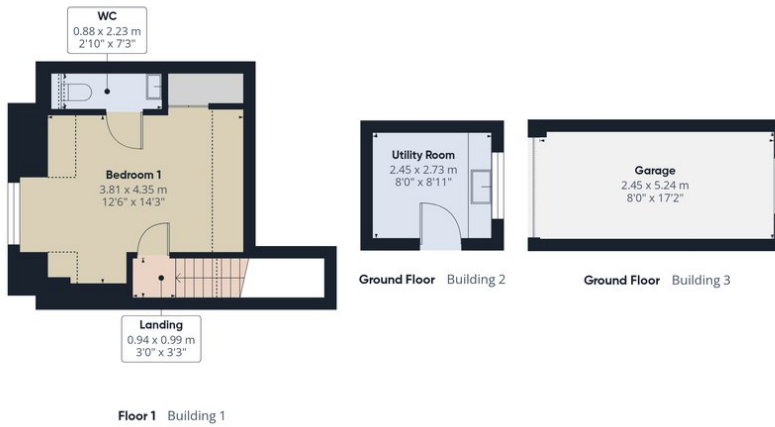 WC
0.88 x 2.23 m
2'10" x 7'3"
Bedroom 1
3.81 x 4.35 m
12'6" x 14'3"
Landing
0.94 x 0.99 m
3'0" x 3'3"
Floor 1 Building 1
Utility Room
2.45 x 2.73 m
8'0" x 8'11"
Ground Floor Building 2
Garage
2.45 x 5.24 m
8'0" x 17'2"
Ground Floor Building 3